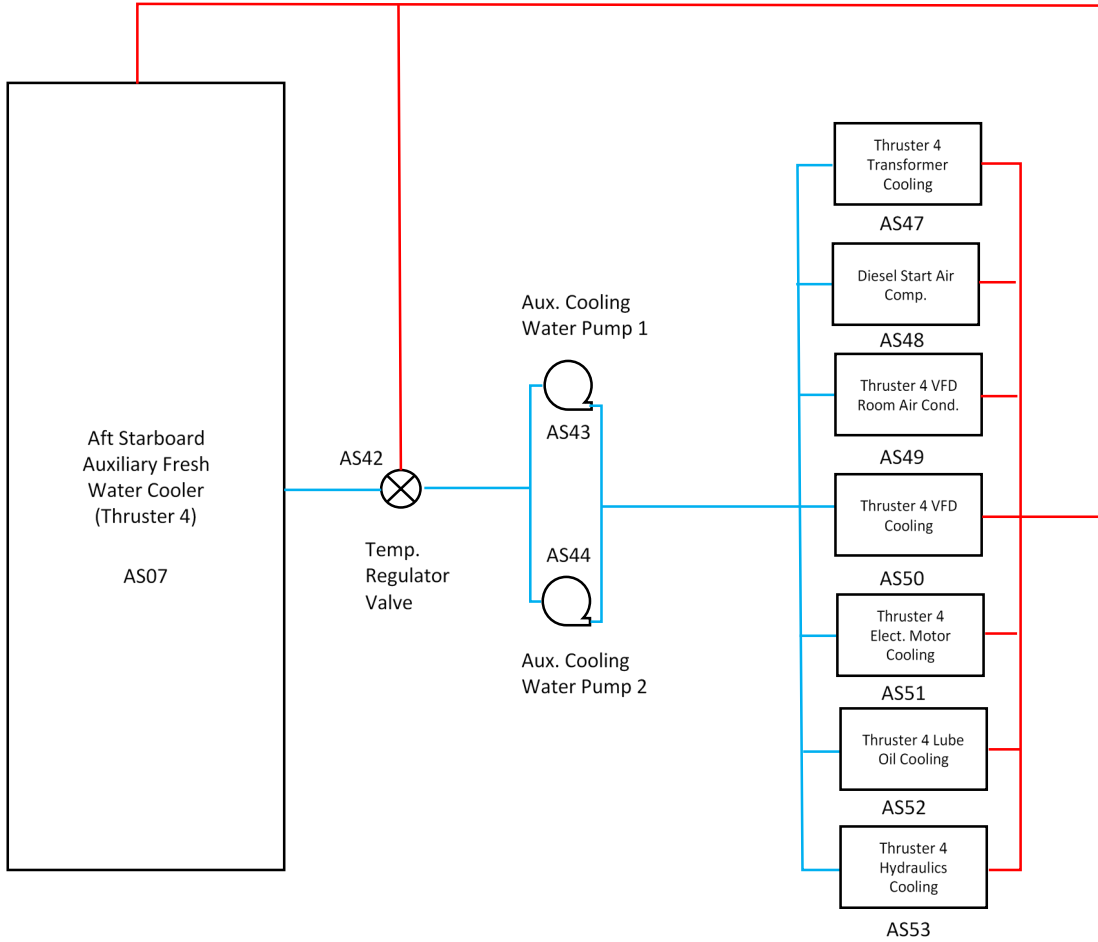 Aft Starboard
Auxiliary Fresh
Water Cooler
(Thruster 4)
AS07
AS42
Temp.
Regulator
Valve
Aux. Cooling
Water Pump 1
AS43
AS44
Aux. Cooling
Water Pump 2
Thruster 4
Transformer
Cooling
AS47
Diesel Start Air
Comp.
AS48
Thruster 4 VFD
Room Air Cond.
AS49
Thruster 4 VFD
Cooling
AS50
Thruster 4
Elect. Motor
Cooling
AS51
Thruster 4 Lube
Oil Cooling
AS52
Thruster 4
Hydraulics
Cooling
AS53